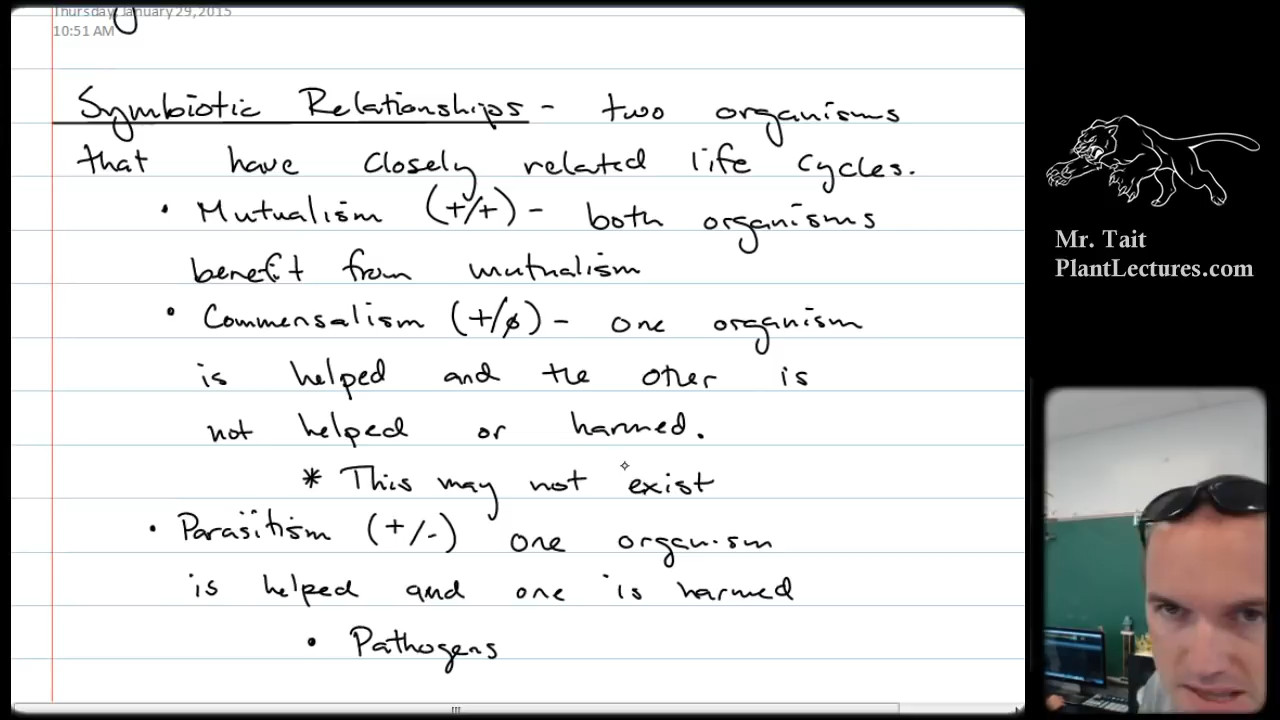 Thursday, January 29, 2015
10:51 AM
Symbiotic Relationships - two organisms
that have closely related life cycles.
• Mutualism (+/+) - both organisms
benefit from mutualism
• Commensalism (+/ø) - one organism
is helped and the other is
not helped or harmed.
* This may not exist
• Parasitism (+/-) one organism
is helped and one is harmed
• Pathogens
Mr. Tait
PlantLectures.com